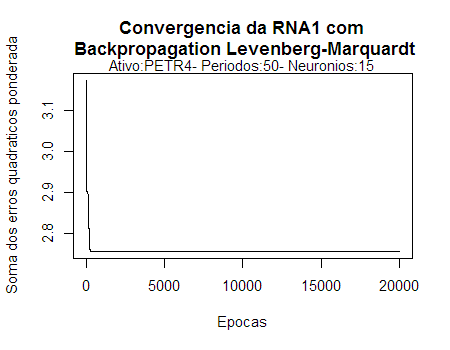 Convergencia da RNA1 com
Backpropagation Levenberg-Marquardt
Ativo:PETR4- Periodos:50- Neuronios:15
Soma dos erros quadraticos ponderada
3.1
3.0
2.9
2.8
0 5000 10000 15000 20000
Epocas